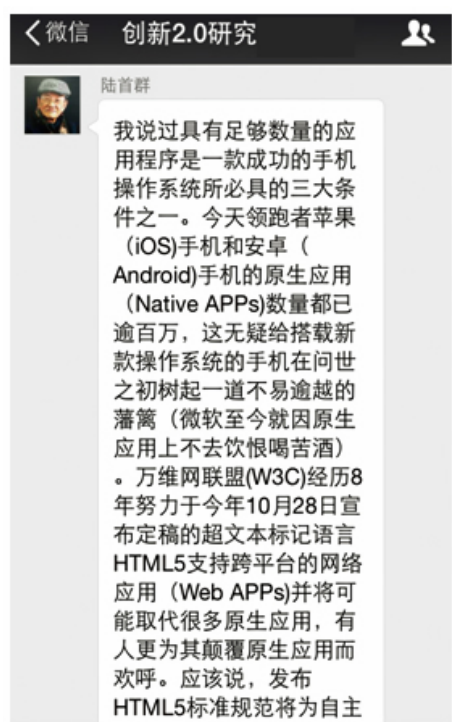 微信 创新2.0研究
陆首群
我说过具有足够数量的应
用程序是一款成功的手机
操作系统所必具的三大条
件之一。今天领跑者苹果
（iOS)手机和安卓（
Android)手机的原生应用
（Native APPs)数量都已
逾百万，这无疑给搭载新
款操作系统的手机在问世
之初树起一道不易逾越的
藩篱（微软至今就因原生
应用上不去饮恨喝苦酒）
。万维网联盟(W3C)经历8
年努力于今年10月28日宣
布定稿的超文本标记语言
HTML5支持跨平台的网络
应用（Web APPs)并将可
能取代很多原生应用，有
人更为其颠覆原生应用而
欢呼。应该说，发布
HTML5标准规范将为自主